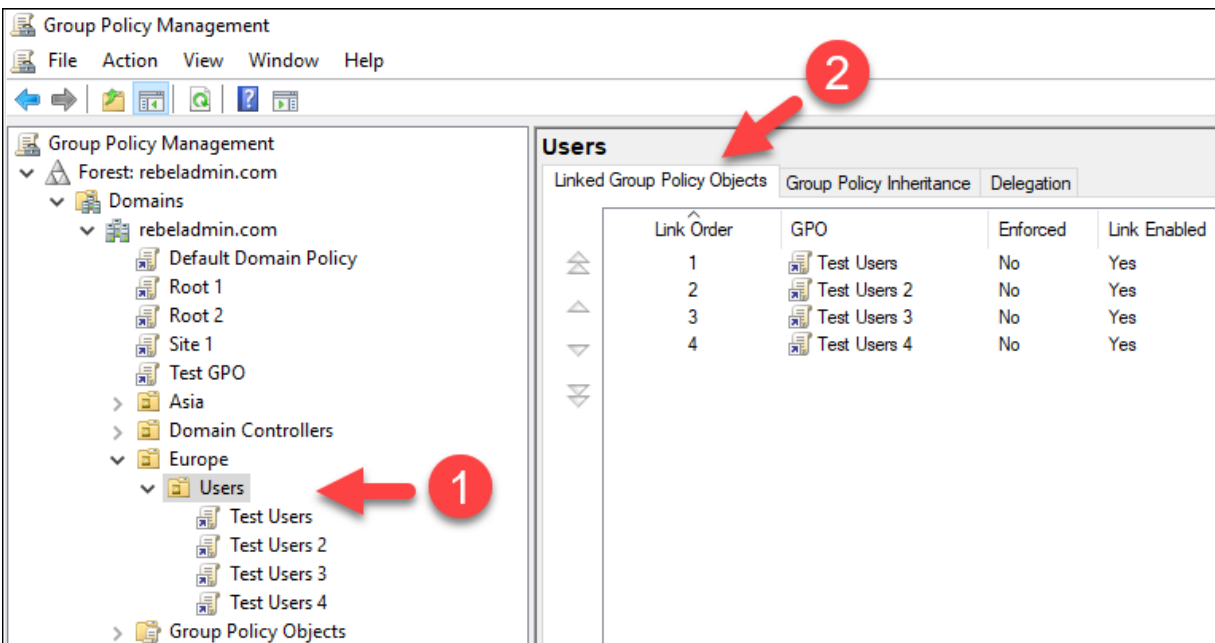 Group Policy Management
File Action View Window Help
2
Group Policy Management
Forest: rebeladmin.com
Domains
rebeladmin.com
Default Domain Policy
Root 1
Root 2
Site 1
Test GPO
Asia
Domain Controllers
Europe
Users
1
Test Users
Test Users 2
Test Users 3
Test Users 4
Group Policy Objects
Users
Linked Group Policy Objects Group Policy Inheritance Delegation
Link Order GPO Enforced Link Enabled
1 Test Users No Yes
2 Test Users 2 No Yes
3 Test Users 3 No Yes
4 Test Users 4 No Yes